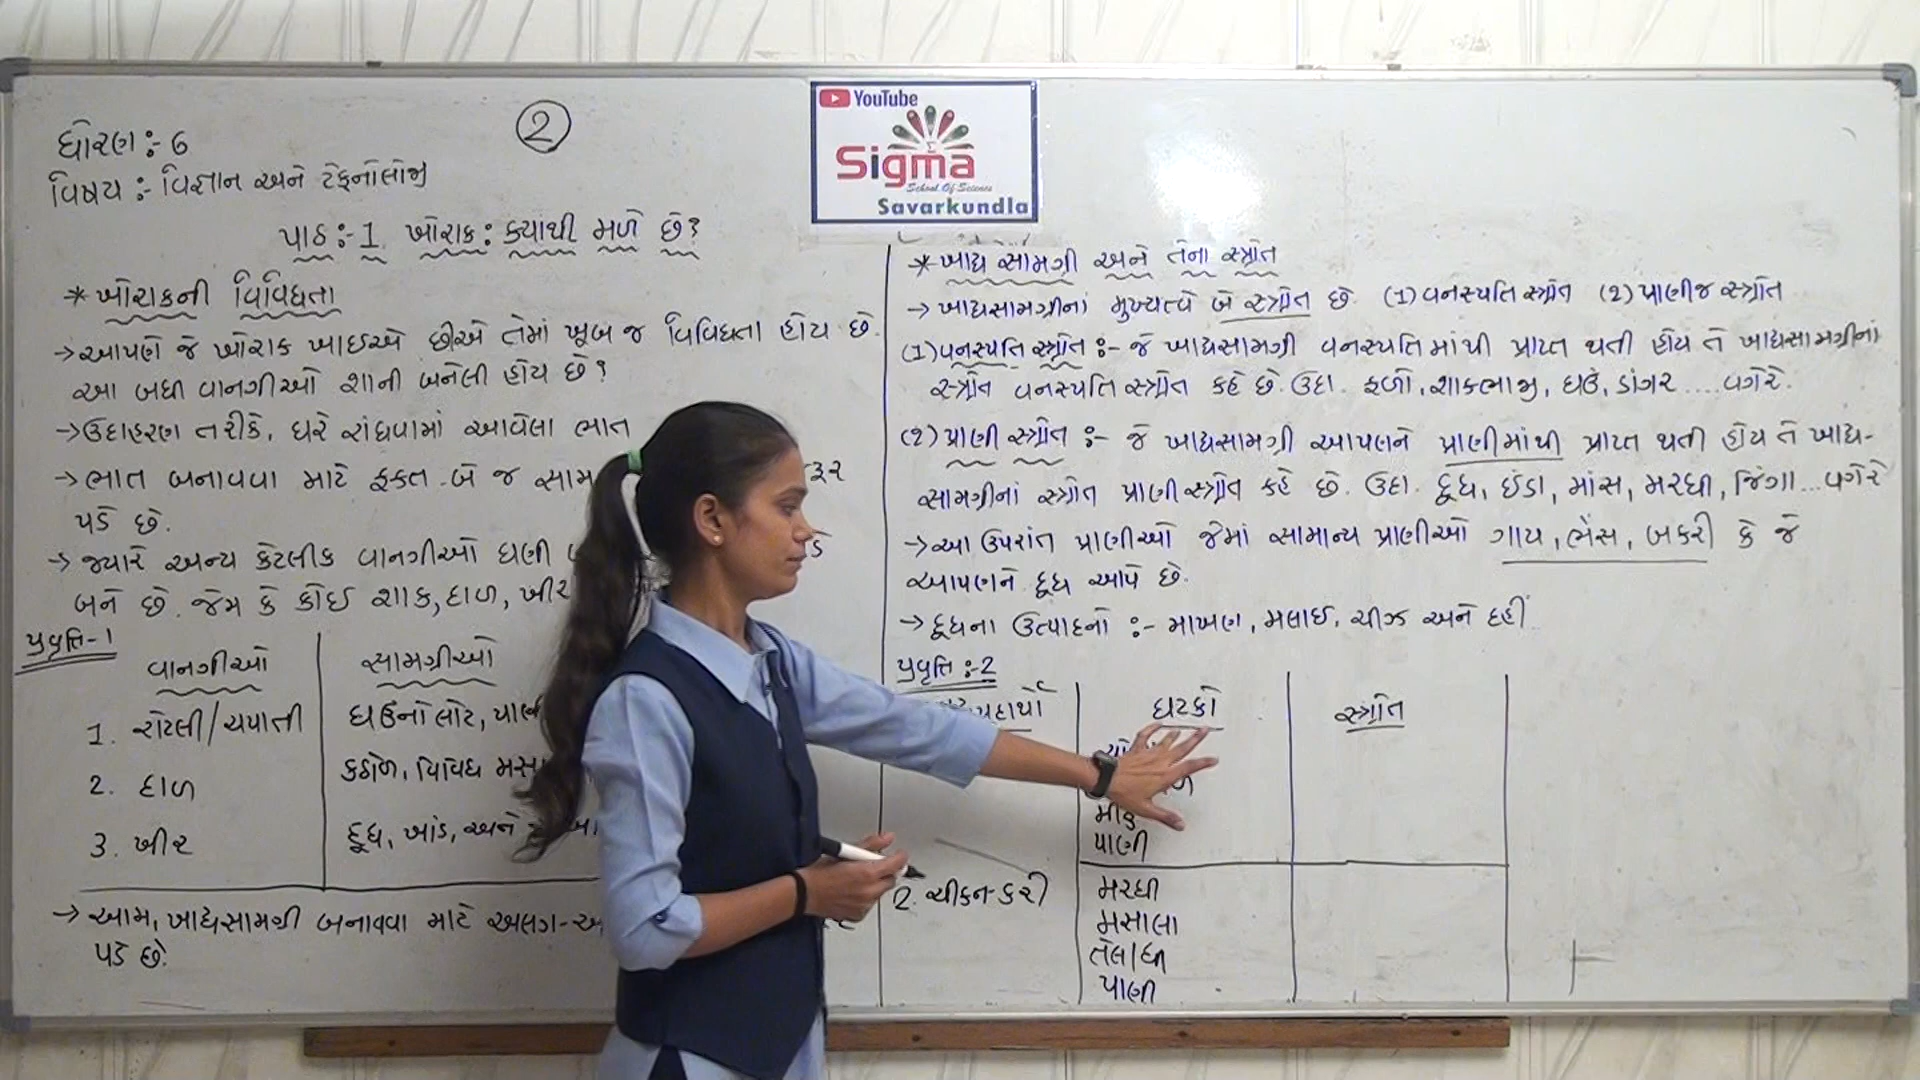 ધોરણ :- ૬
વિષય :- વિજ્ઞાન અને ટેકનોલોજી
2
YouTube
Sigma
School Of Science
Savarkundla
પાઠ :- 1. ખોરાક : ક્યાંથી મળે છે?
* ખોરાકની વિવિધતા
→ આપણે જે ખોરાક ખાઈએ છીએ તેમાં ખૂબ જ વિવિધતા હોય છે.
આ બધી વાનગીઓ શાની બનેલી હોય છે?
→ ઉદાહરણ તરીકે, ઘરે રાંધવામાં આવેલા ભાત
→ ભાત બનાવવા માટે ફક્ત બે જ
પડે છે.
→ જ્યારે અન્ય કેટલીક વાનગીઓ ઘણી
બને છે. જેમ કે કોઈ શાક, દાળ, ખીર
પ્રવૃત્તિ-1
વાનગીઓ | સામગ્રીઓ
1. રોટલી/ચપાતી | ઘઉંનો લોટ,
2. દાળ | કઠોળ, વિવિધ
3. ખીર | દૂધ, ખાંડ, અને
→ આમ, ખાદ્યસામગ્રી બનાવવા માટે
પડે છે.
* ખાદ્ય સામગ્રી અને તેના સ્ત્રોત
→ ખાદ્યસામગ્રીનાં મુખ્યત્વે બે સ્ત્રોત છે. (1) વનસ્પતિ સ્ત્રોત (2) પ્રાણીજ સ્ત્રોત
(1) વનસ્પતિ સ્ત્રોત :- જે ખાદ્યસામગ્રી વનસ્પતિમાંથી પ્રાપ્ત થતી હોય તે ખાદ્યસામગ્રીનાં
સ્ત્રોત વનસ્પતિ સ્ત્રોત કહે છે. ઉદા. ફળો, શાકભાજી, ઘઉં, ડાંગર .... વગેરે.
(2) પ્રાણી સ્ત્રોત :- જે ખાદ્યસામગ્રી આપણને પ્રાણીમાંથી પ્રાપ્ત થતી હોય તે ખાદ્ય-
સામગ્રીનાં સ્ત્રોત પ્રાણી સ્ત્રોત કહે છે. ઉદા. દૂધ, ઈંડા, માંસ, મરઘી, જિંગા... વગેરે
→ આ ઉપરાંત પ્રાણીઓ જેમાં સામાન્ય પ્રાણીઓ ગાય, ભેંસ, બકરી કે જે
આપણને દૂધ આપે છે.
→ દૂધના ઉત્પાદનો :- માખણ, મલાઈ, ચીઝ અને દહીં
પ્રવૃત્તિ :-2
ઘટકો | સ્ત્રોત
પાણી
2. ચીકન-કરી | મરઘી
મસાલા
તેલ/ઘી
પાણી